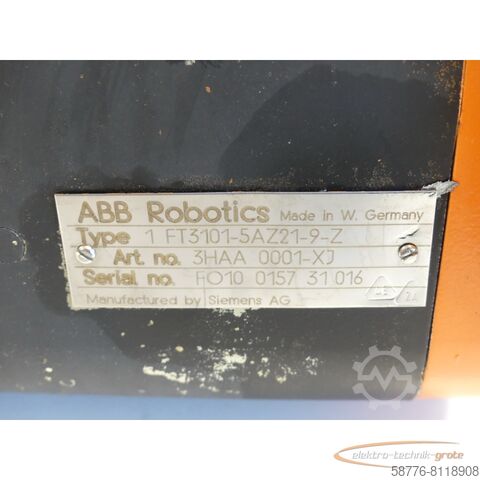 ABB Robotics Made in W. Germany
Type 1 FT3101-5AZ21-9-Z
Art. no. 3HAA 0001-XJ
Serial no. FO10 0157 31 016
Manufactured by Siemens AG
elektro-technik-grote
58776-8118908